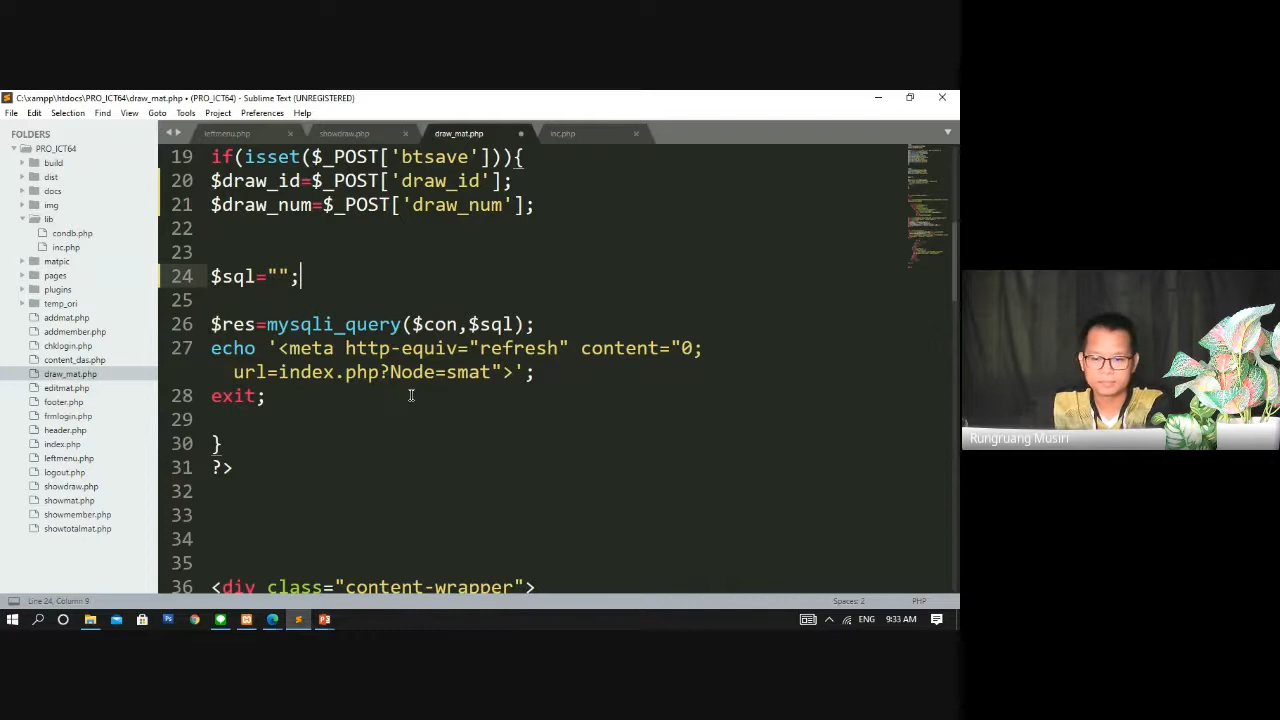 C:\xampp\htdocs\PRO_ICT64\draw_mat.php • (PRO_ICT64) - Sublime Text (UNREGISTERED)
File Edit Selection Find View Goto Tools Project Preferences Help
FOLDERS
PRO_ICT64
build
dist
docs
img
lib
condb.php
inc.php
matpic
pages
plugins
temp_ori
addmat.php
addmember.php
chklogin.php
content_das.php
draw_mat.php
editmat.php
footer.php
frmlogin.php
header.php
index.php
leftmenu.php
logout.php
showdraw.php
showmat.php
showmember.php
showtotalmat.php
leftmenu.php showdraw.php draw_mat.php inc.php
19 if(isset($_POST['btsave'])){
20 $draw_id=$_POST['draw_id'];
21 $draw_num=$_POST['draw_num'];
22
23
24 $sql="";
25
26 $res=mysqli_query($con,$sql);
27 echo '<meta http-equiv="refresh" content="0;
url=index.php?Node=smat">';
28 exit;
29
30 }
31 ?>
32
33
34
35
36 <div class="content-wrapper">
Line 24, Column 9 Spaces: 2 PHP
ENG 9:33 AM
Rungruang Musiri